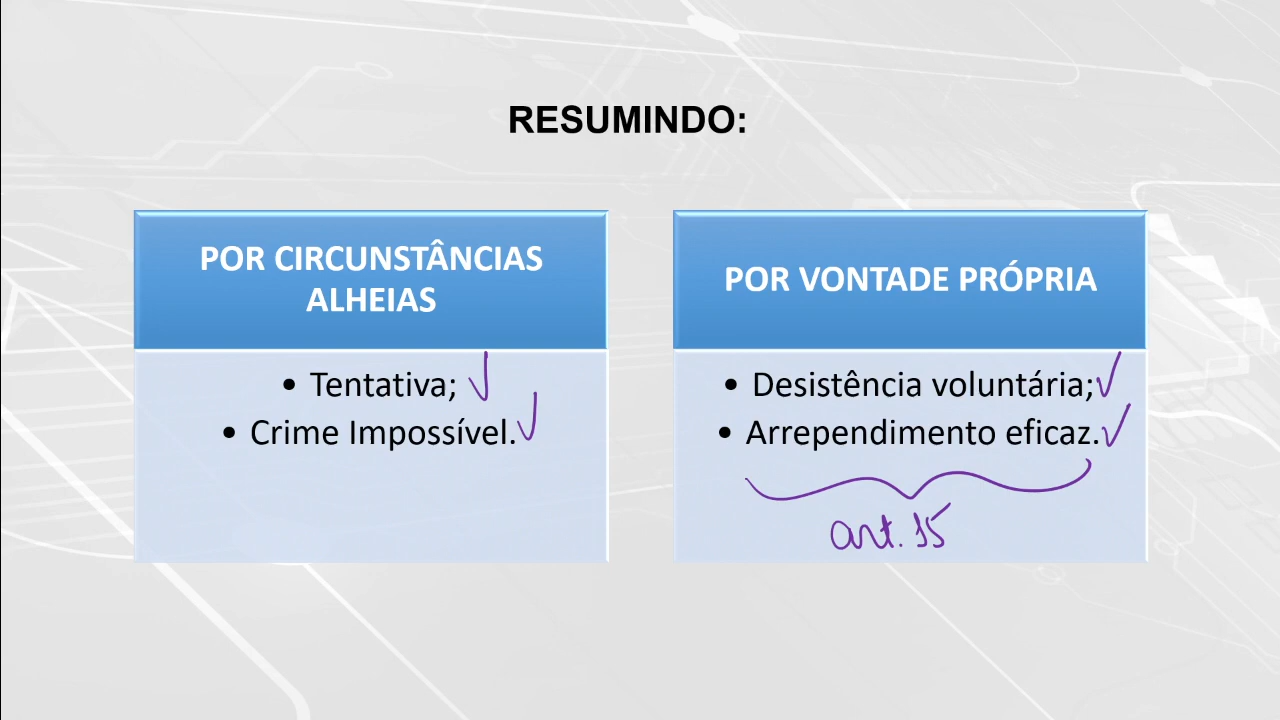 RESUMINDO:
POR CIRCUNSTÂNCIAS
ALHEIAS
• Tentativa;
• Crime Impossível.
POR VONTADE PRÓPRIA
• Desistência voluntária;
• Arrependimento eficaz.
art. 15